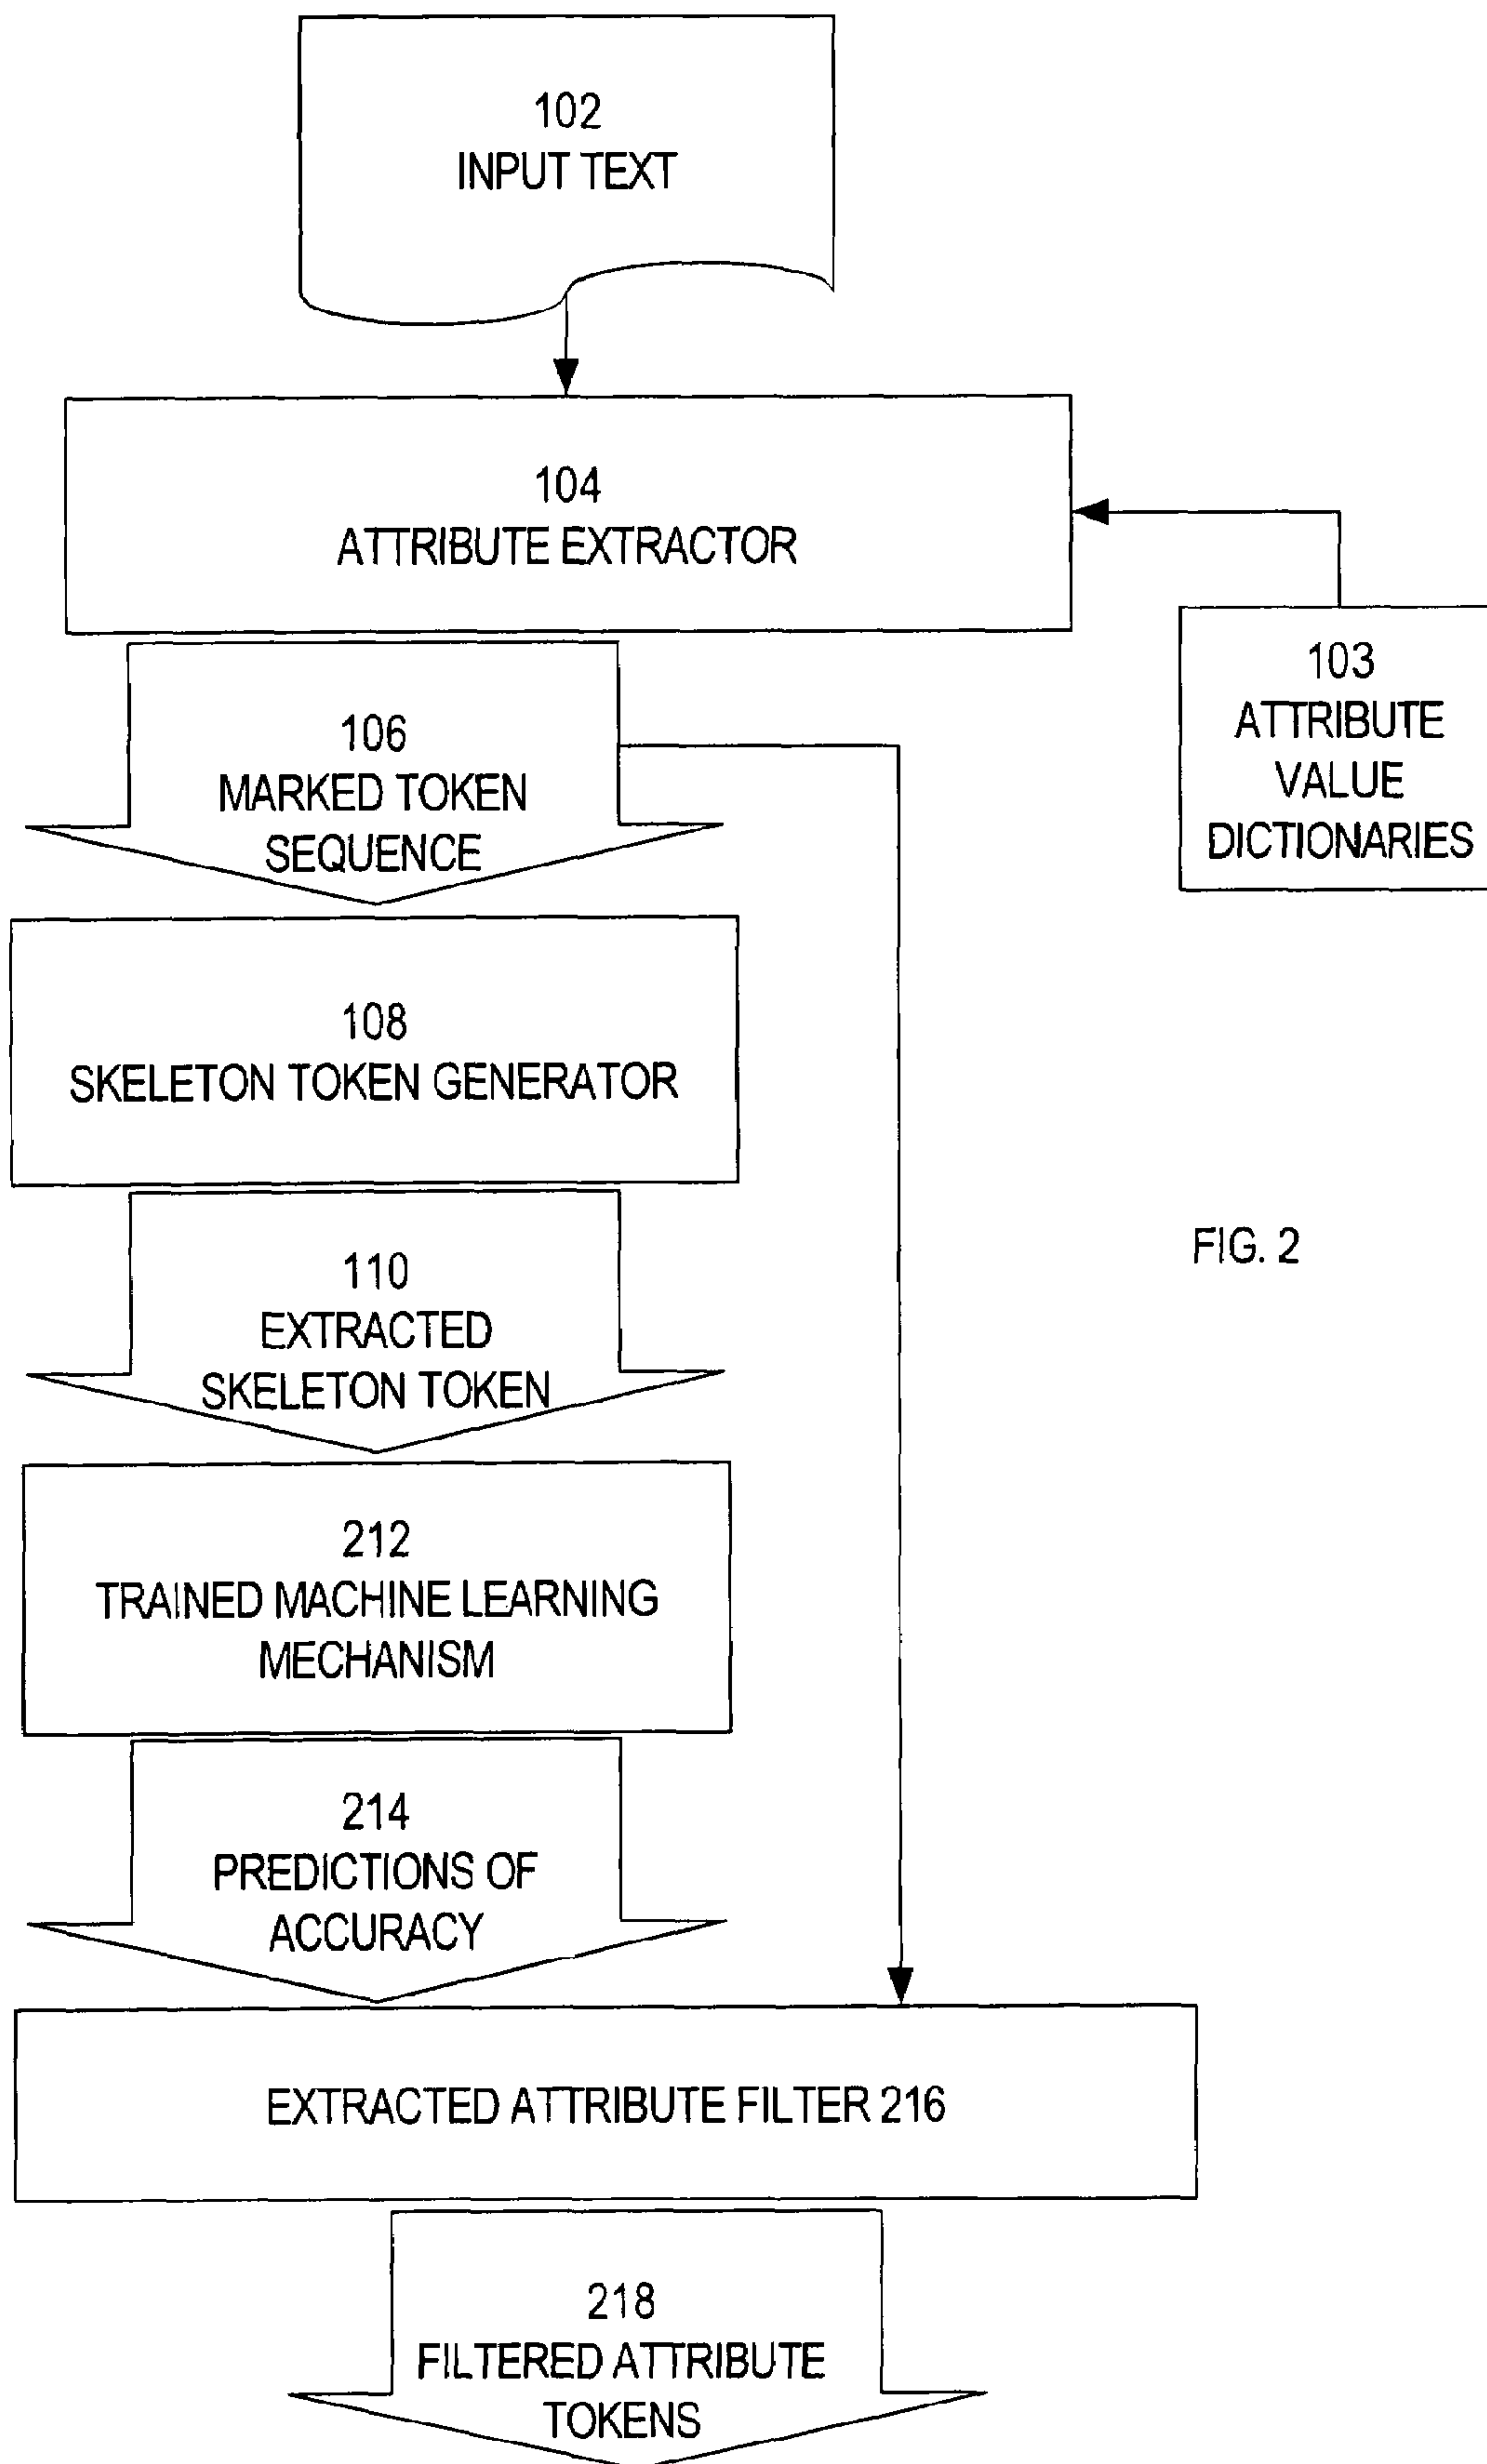 102
INPUT TEXT
104
ATTRIBUTE EXTRACTOR
103
ATTRIBUTE
VALUE
DICTIONARIES
106
MARKED TOKEN
SEQUENCE
108
SKELETON TOKEN GENERATOR
110
EXTRACTED
SKELETON TOKEN
FIG. 2
212
TRAINED MACHINE LEARNING
MECHANISM
214
PREDICTIONS OF
ACCURACY
EXTRACTED ATTRIBUTE FILTER 216
218
FILTERED ATTRIBUTE
TOKENS